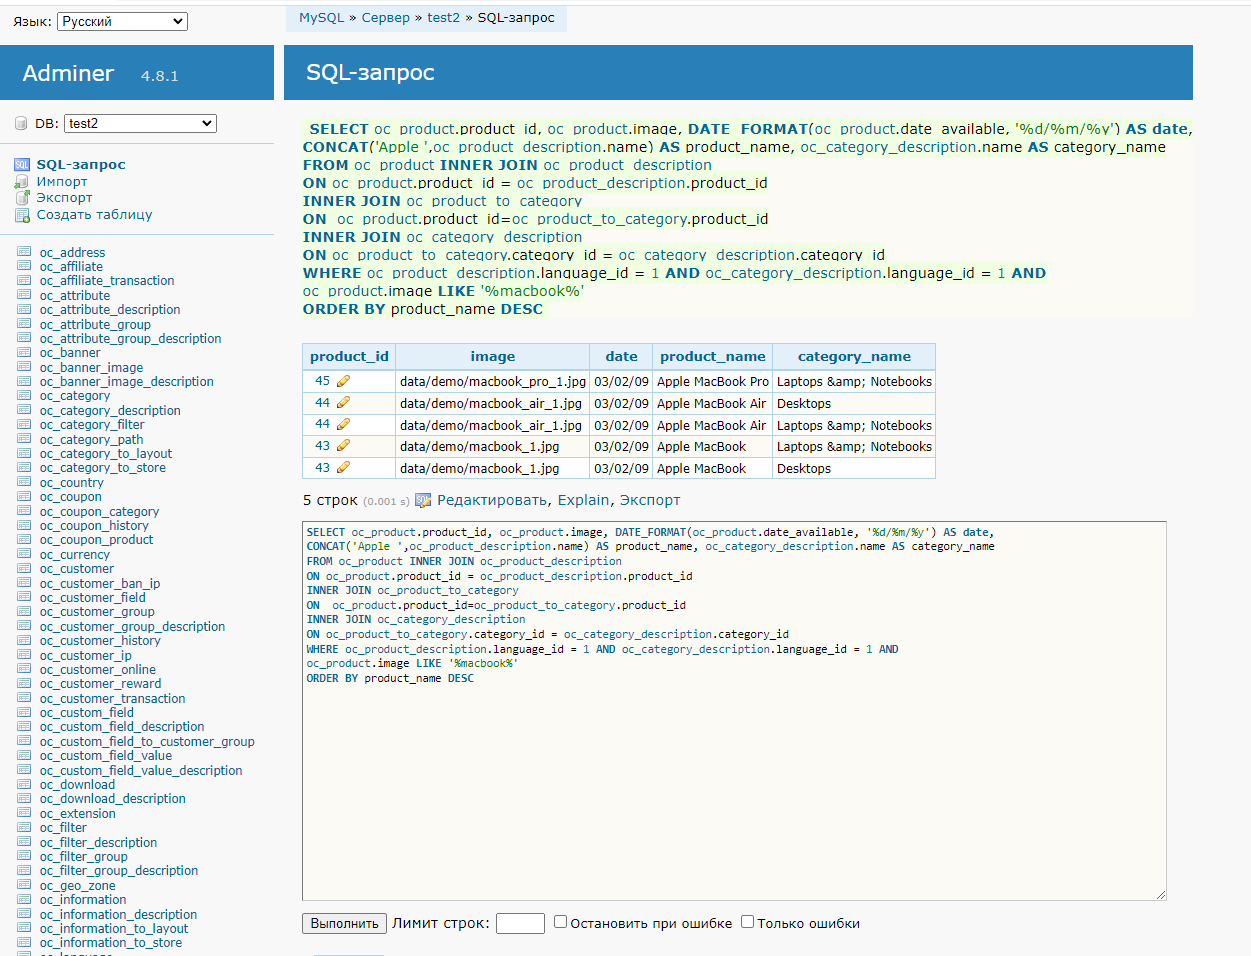 Язык: Русский
MySQL » Сервер » test2 » SQL-запрос
Adminer 4.8.1
SQL-запрос
DB: test2
SQL-запрос
Импорт
Экспорт
Создать таблицу
oc_address
oc_affiliate
oc_affiliate_transaction
oc_attribute
oc_attribute_description
oc_attribute_group
oc_attribute_group_description
oc_banner
oc_banner_image
oc_banner_image_description
oc_category
oc_category_description
oc_category_filter
oc_category_path
oc_category_to_layout
oc_category_to_store
oc_country
oc_coupon
oc_coupon_category
oc_coupon_history
oc_coupon_product
oc_currency
oc_customer
oc_customer_ban_ip
oc_customer_field
oc_customer_group
oc_customer_group_description
oc_customer_history
oc_customer_ip
oc_customer_online
oc_customer_reward
oc_customer_transaction
oc_custom_field
oc_custom_field_description
oc_custom_field_to_customer_group
oc_custom_field_value
oc_custom_field_value_description
oc_download
oc_download_description
oc_extension
oc_filter
oc_filter_description
oc_filter_group
oc_filter_group_description
oc_geo_zone
oc_information
oc_information_description
oc_information_to_layout
oc_information_to_store
SELECT oc_product.product_id, oc_product.image, DATE_FORMAT(oc_product.date_available, '%d/%m/%y') AS date,
CONCAT('Apple ',oc_product_description.name) AS product_name, oc_category_description.name AS category_name
FROM oc_product INNER JOIN oc_product_description
ON oc_product.product_id = oc_product_description.product_id
INNER JOIN oc_product_to_category
ON  oc_product.product_id=oc_product_to_category.product_id
INNER JOIN oc_category_description
ON oc_product_to_category.category_id = oc_category_description.category_id
WHERE oc_product_description.language_id = 1 AND oc_category_description.language_id = 1 AND
oc_product.image LIKE '%macbook%'
ORDER BY product_name DESC
product_id image date product_name category_name
45 data/demo/macbook_pro_1.jpg 03/02/09 Apple MacBook Pro Laptops &amp; Notebooks
44 data/demo/macbook_air_1.jpg 03/02/09 Apple MacBook Air Desktops
44 data/demo/macbook_air_1.jpg 03/02/09 Apple MacBook Air Laptops &amp; Notebooks
43 data/demo/macbook_1.jpg 03/02/09 Apple MacBook Laptops &amp; Notebooks
43 data/demo/macbook_1.jpg 03/02/09 Apple MacBook Desktops
5 строк (0.001 s) Редактировать, Explain, Экспорт
SELECT oc_product.product_id, oc_product.image, DATE_FORMAT(oc_product.date_available, '%d/%m/%y') AS date,
CONCAT('Apple ',oc_product_description.name) AS product_name, oc_category_description.name AS category_name
FROM oc_product INNER JOIN oc_product_description
ON oc_product.product_id = oc_product_description.product_id
INNER JOIN oc_product_to_category
ON  oc_product.product_id=oc_product_to_category.product_id
INNER JOIN oc_category_description
ON oc_product_to_category.category_id = oc_category_description.category_id
WHERE oc_product_description.language_id = 1 AND oc_category_description.language_id = 1 AND
oc_product.image LIKE '%macbook%'
ORDER BY product_name DESC
Выполнить Лимит строк: Остановить при ошибке Только ошибки